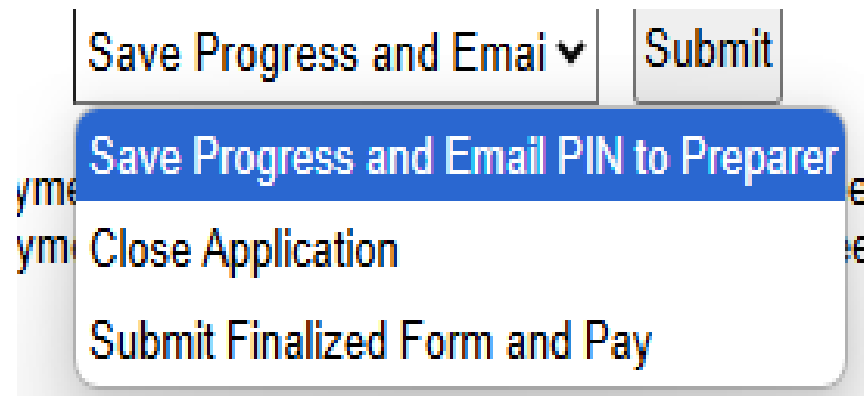 Save Progress and Emai
Submit
Save Progress and Email PIN to Preparer
Close Application
Submit Finalized Form and Pay